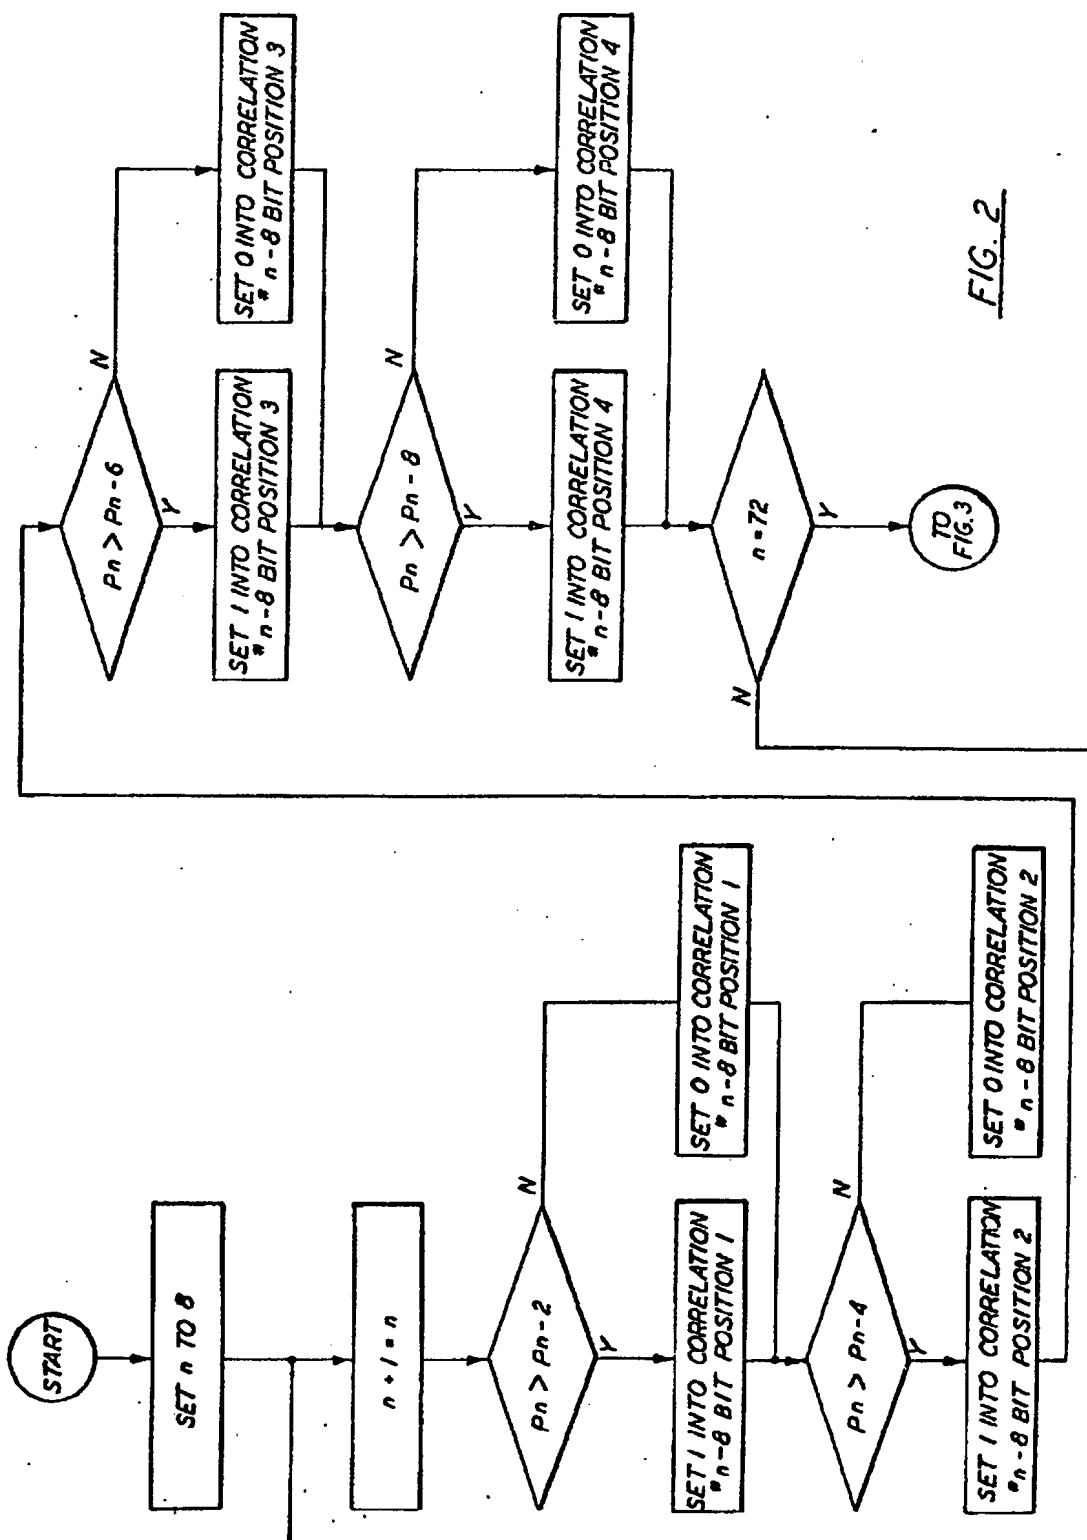 START
SET n TO 8
n + 1 = n
Pn > Pn-2
N
Y
SET 1 INTO CORRELATION
# n-8 BIT POSITION 1
SET 0 INTO CORRELATION
# n-8 BIT POSITION 1
Pn > Pn-4
N
Y
SET 1 INTO CORRELATION
# n-8 BIT POSITION 2
SET 0 INTO CORRELATION
# n-8 BIT POSITION 2
Pn > Pn-6
N
Y
SET 1 INTO CORRELATION
# n-8 BIT POSITION 3
SET 0 INTO CORRELATION
# n-8 BIT POSITION 3
Pn > Pn-8
N
Y
SET 1 INTO CORRELATION
# n-8 BIT POSITION 4
SET 0 INTO CORRELATION
# n-8 BIT POSITION 4
n=72
N
Y
TO
FIG.3
FIG. 2